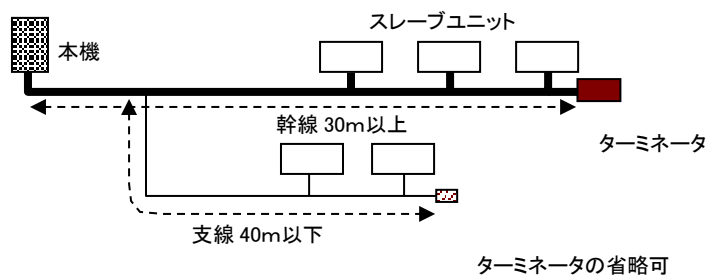 スレーブユニット
本機
幹線 30m以上
ターミネータ
支線 40m以下
ターミネータの省略可